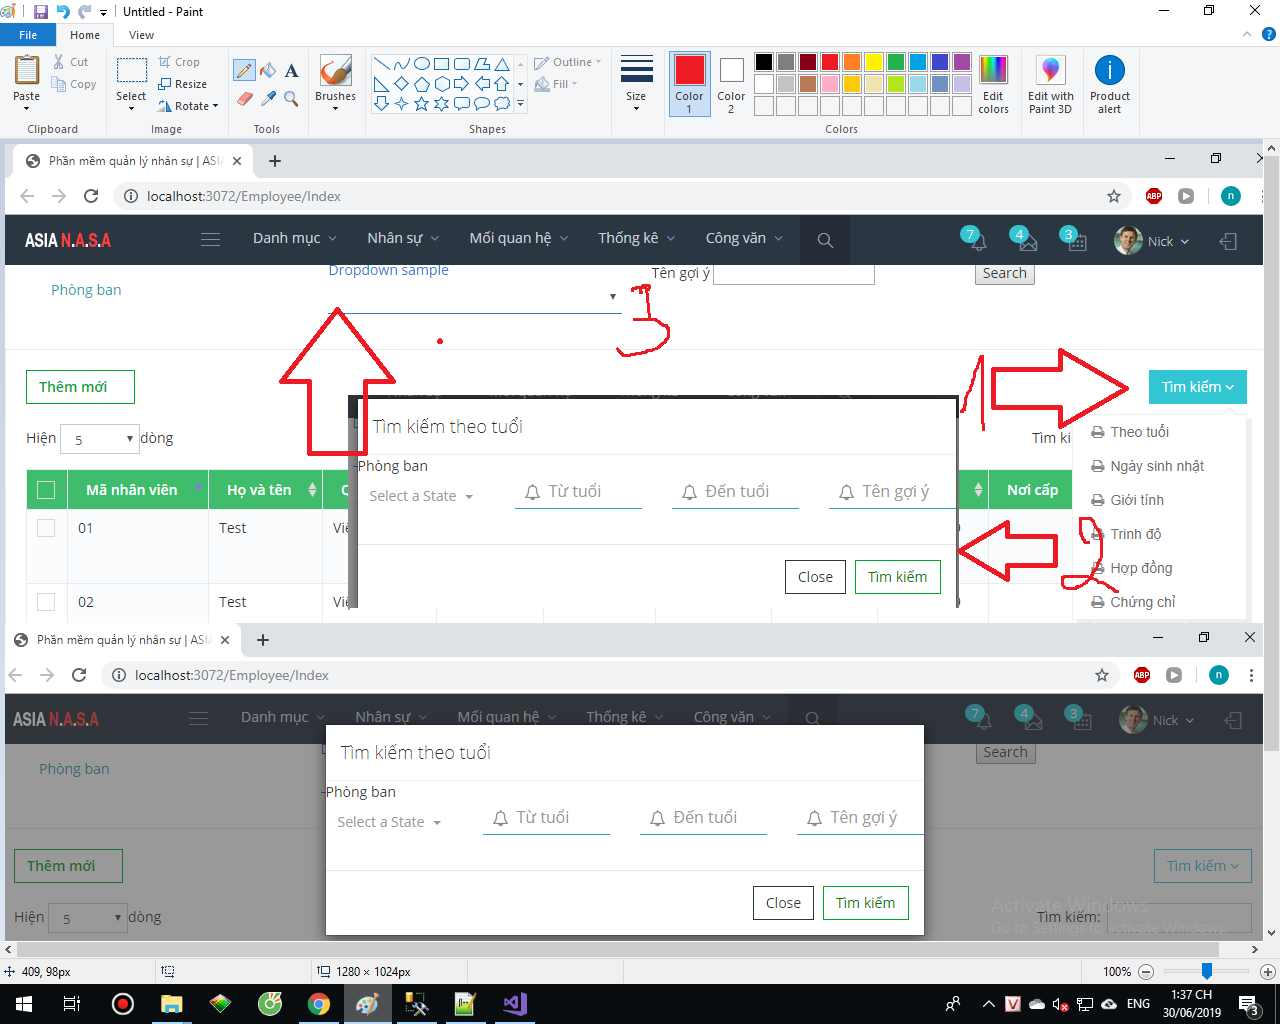 Untitled - Paint
File Home View
Paste Cut Copy Clipboard
Select Crop Resize Rotate Image
Tools
Brushes
Shapes Outline Fill
Size
Color 1 Color 2 Colors
Edit colors
Edit with Paint 3D
Product alert
Phần mềm quản lý nhân sự | ASI
localhost:3072/Employee/Index
ABP n
ASIA N.A.S.A Danh mục Nhân sự Mối quan hệ Thống kê Công văn 7 4 3 Nick
Dropdown sample Tên gợi ý Search
Phòng ban
3
1
Thêm mới Tìm kiếm
Hiện 5 dòng Tìm ki
Theo tuổi
Ngày sinh nhật
Giới tính
Trinh độ
Hợp đồng
Chứng chỉ
2
Mã nhân viên Họ và tên Nơi cấp
01 Test Vi
02 Test Vi
Tìm kiếm theo tuổi
Phòng ban
Select a State Từ tuổi Đến tuổi Tên gợi ý
Close Tìm kiếm
Phần mềm quản lý nhân sự | ASI
localhost:3072/Employee/Index
ABP n
ASIA N.A.S.A Danh mục Nhân sự Mối quan hệ Thống kê Công văn 7 4 3 Nick
Search
Phòng ban
Tìm kiếm theo tuổi
Phòng ban
Select a State Từ tuổi Đến tuổi Tên gợi ý
Close Tìm kiếm
Thêm mới Tìm kiếm
Hiện 5 dòng Tìm kiếm:
Activate Windows
Go to Settings to activate Windows.
409, 98px 1280 × 1024px 100%
ENG 1:37 CH
30/06/2019 3